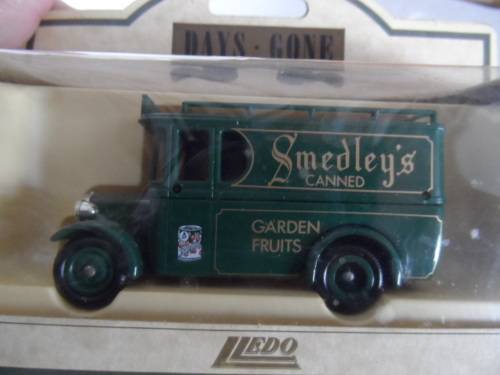 DAYS · GONE
Smedley's
CANNED
GARDEN
FRUITS
LLEDO